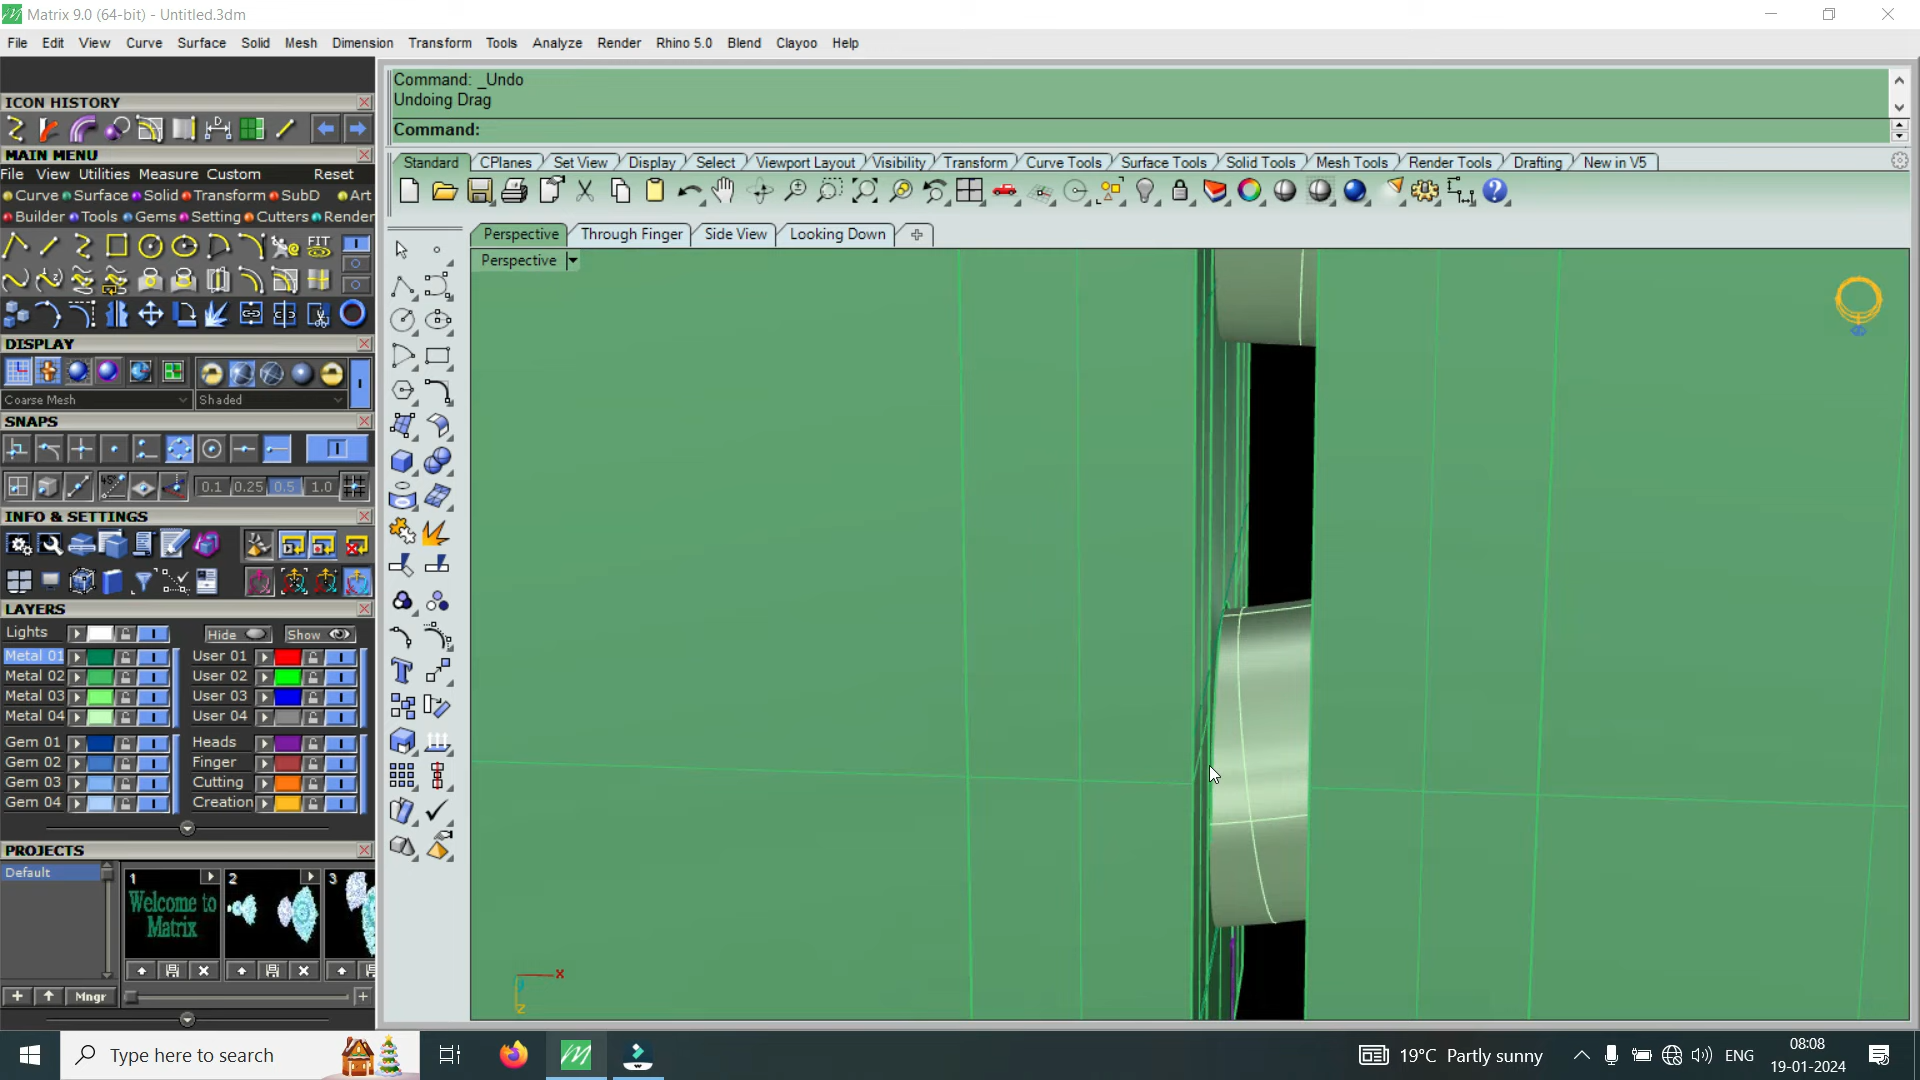 Matrix 9.0 (64-bit) - Untitled.3dm
File Edit View Curve Surface Solid Mesh Dimension Transform Tools Analyze Render Rhino 5.0 Blend Clayoo Help
Command: _Undo
Undoing Drag
Command:
ICON HISTORY
MAIN MENU
File View Utilities Measure Custom Reset
Curve Surface Solid Transform SubD Art
Builder Tools Gems Setting Cutters Render
FIT
DISPLAY
Coarse Mesh Shaded
SNAPS
45°
0.1 0.25 0.5 1.0
INFO & SETTINGS
LAYERS
Lights Hide Show
Metal 01 User 01
Metal 02 User 02
Metal 03 User 03
Metal 04 User 04
Gem 01 Heads
Gem 02 Finger
Gem 03 Cutting
Gem 04 Creation
PROJECTS
Default
1 2 3
Welcome to
Matrix
Mngr
Standard CPlanes Set View Display Select Viewport Layout Visibility Transform Curve Tools Surface Tools Solid Tools Mesh Tools Render Tools Drafting New in V5
Perspective Through Finger Side View Looking Down
Perspective
x
z
Type here to search
19°C Partly sunny
ENG
08:08
19-01-2024